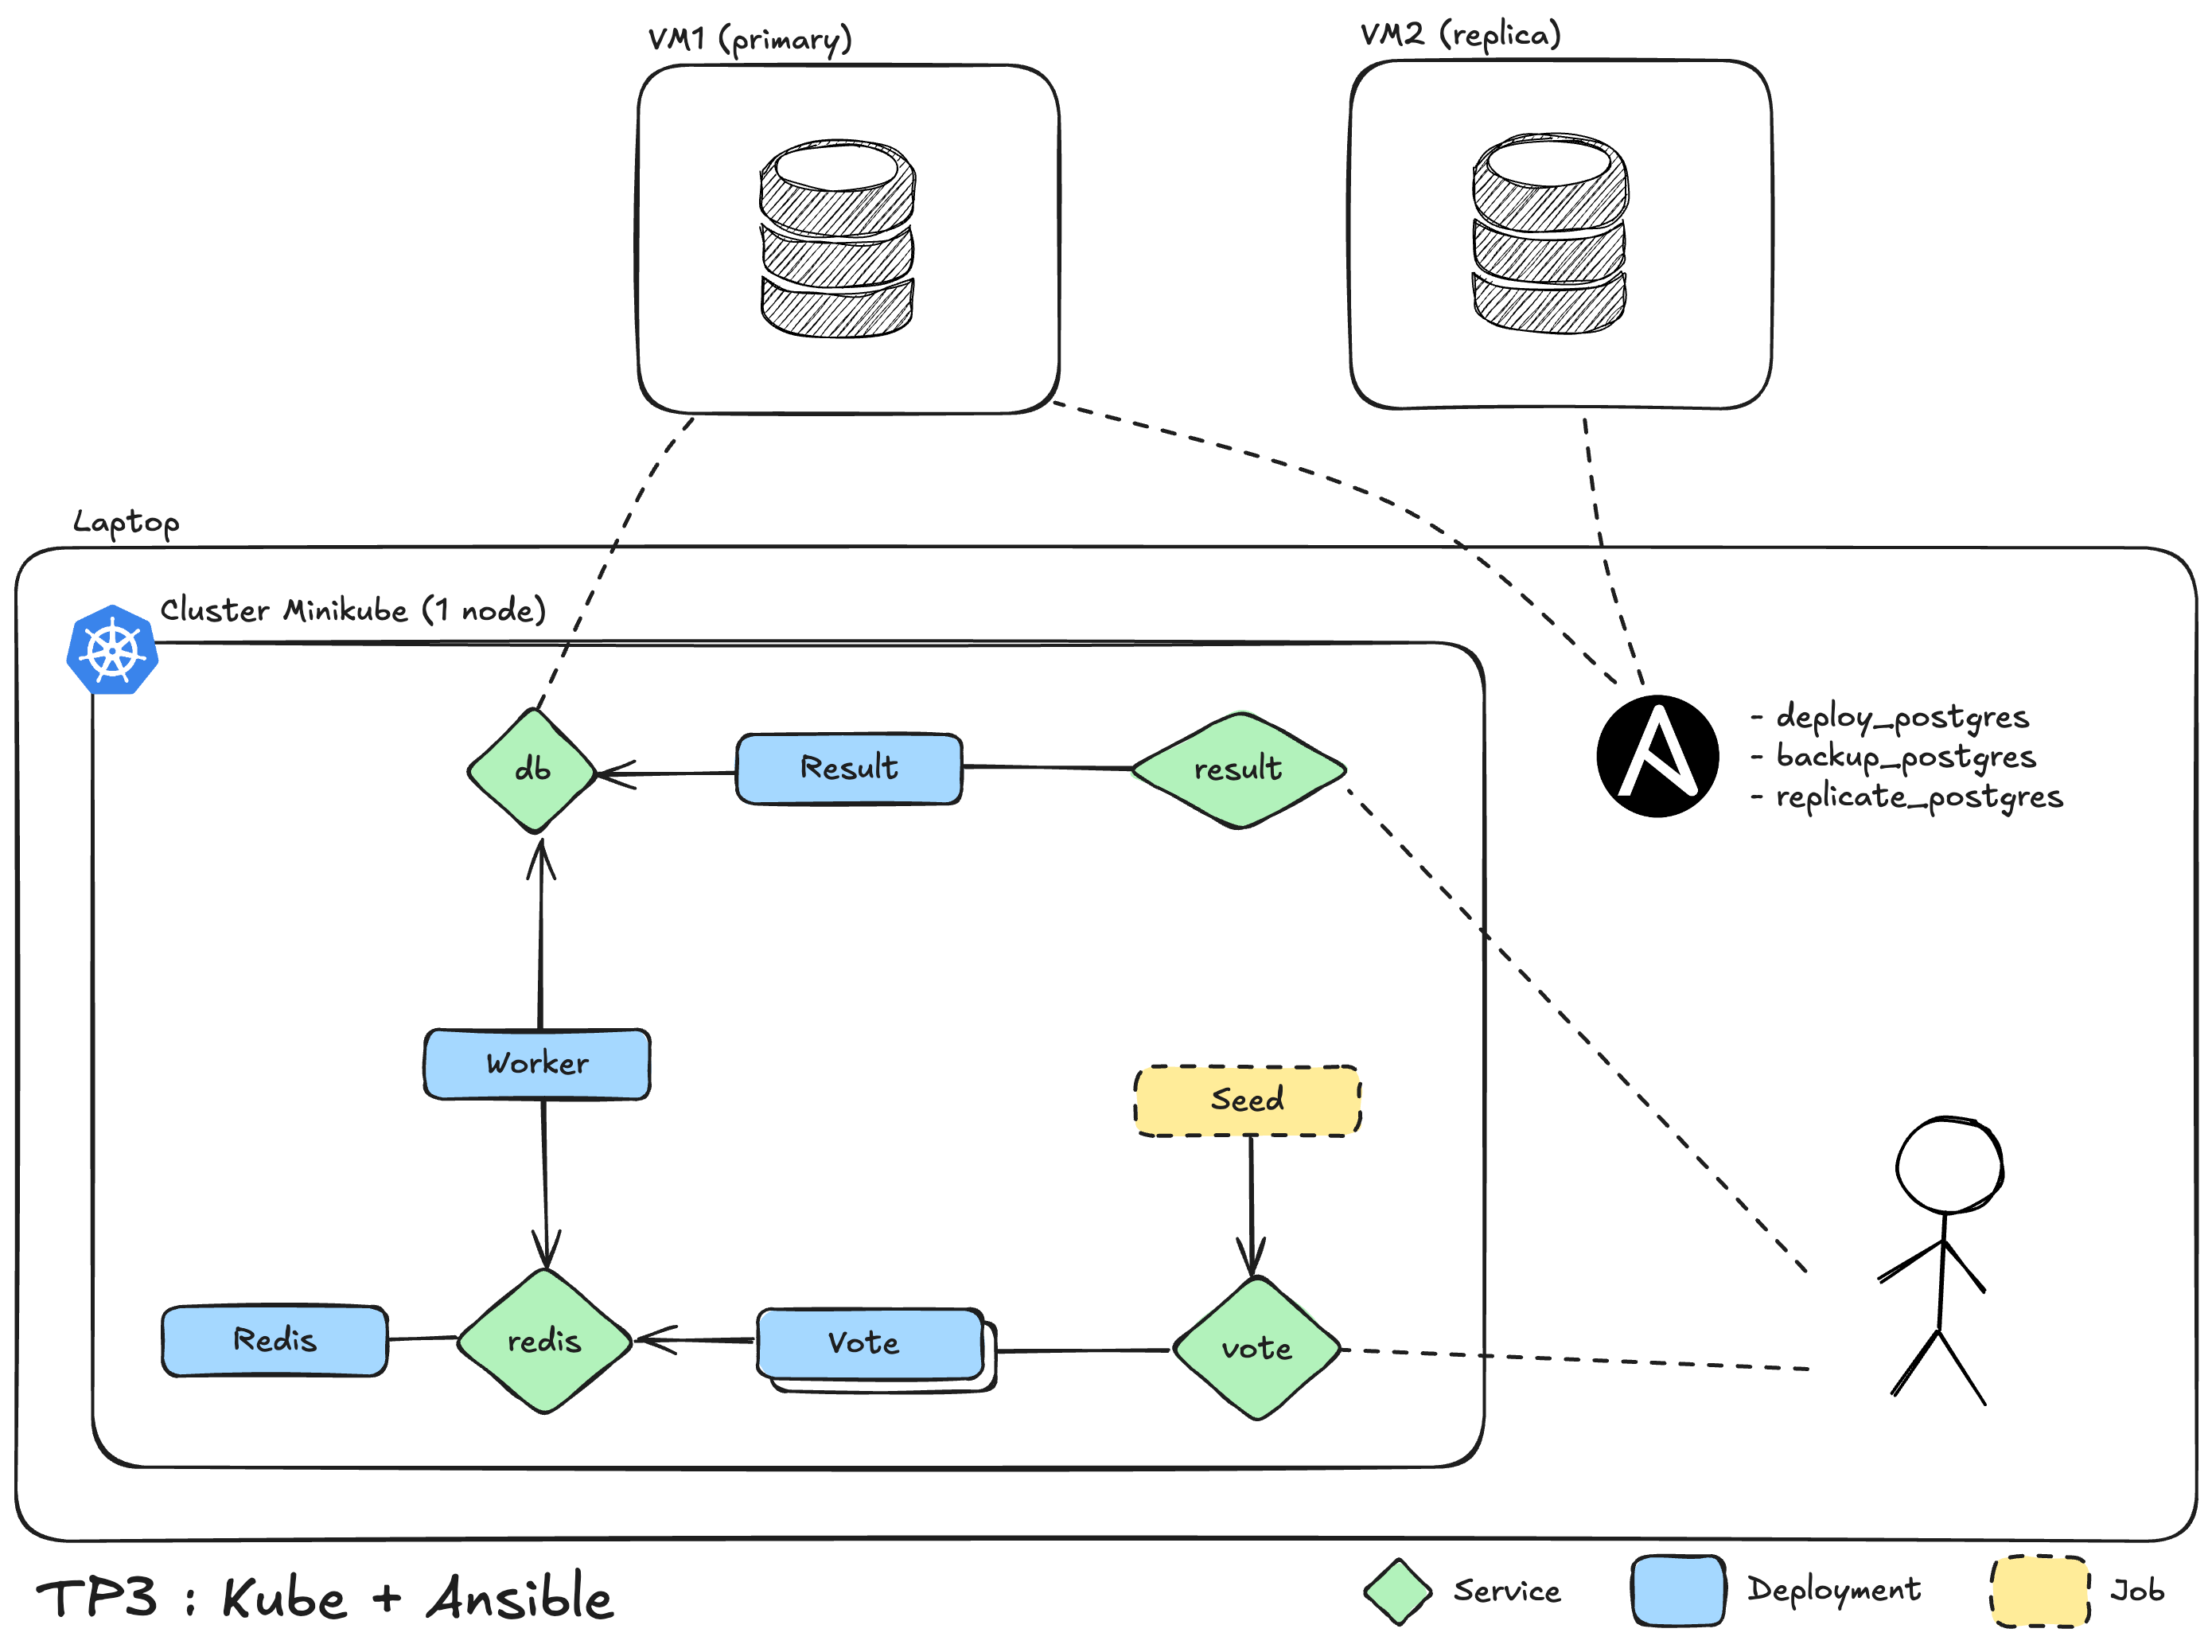 VM1 (primary)
VM2 (replica)
Laptop
Cluster Minikube (1 node)
db
Result
result
- deploy_postgres
- backup_postgres
- replicate_postgres
Worker
Seed
Redis
redis
Vote
vote
TP3 : Kube + Ansible
Service
Deployment
Job